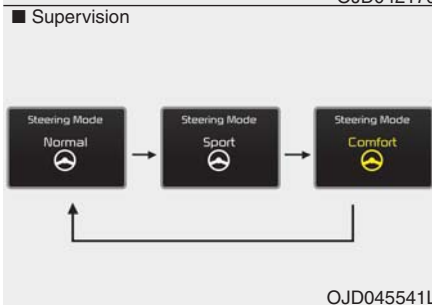 ■ Supervision
Steering Mode Steering Mode Steering Mode
Normal Sport Comfort
OJD045541L